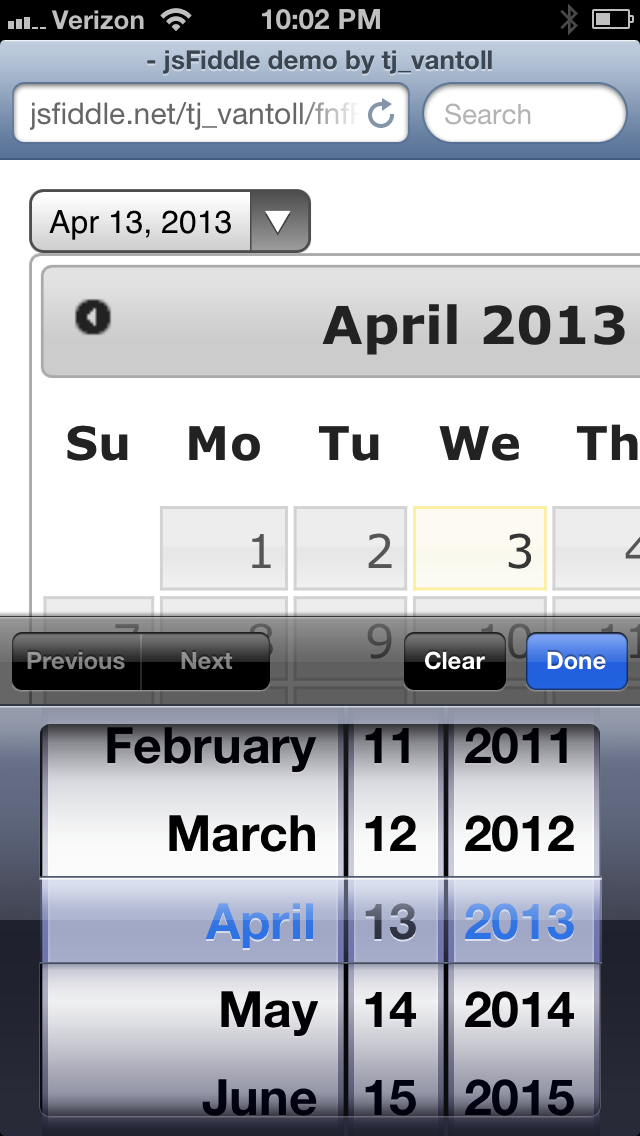 Verizon 10:02 PM
- jsFiddle demo by tj_vantoll
jsfiddle.net/tj_vantoll/fnf Search
Apr 13, 2013
April 2013
Su Mo Tu We Th
1 2 3 4
7 8 9 10 11
Previous Next Clear Done
February 11 2011
March 12 2012
April 13 2013
May 14 2014
June 15 2015